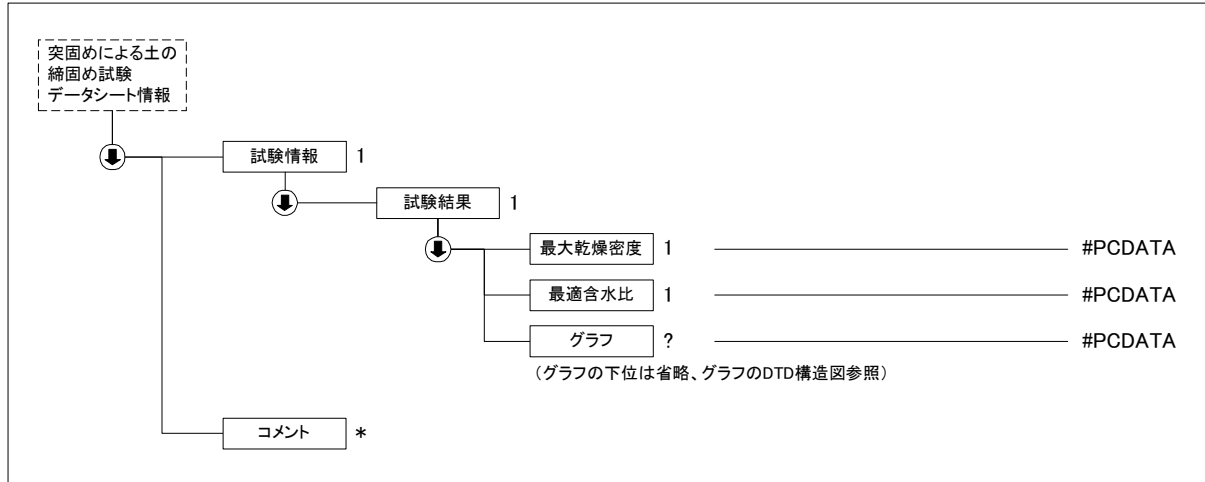 突固めによる土の
締固め試験
データシート情報
試験情報 1
試験結果 1
最大乾燥密度 1 #PCDATA
最適含水比 1 #PCDATA
グラフ ? #PCDATA
（グラフの下位は省略、グラフのDTD構造図参照）
コメント *